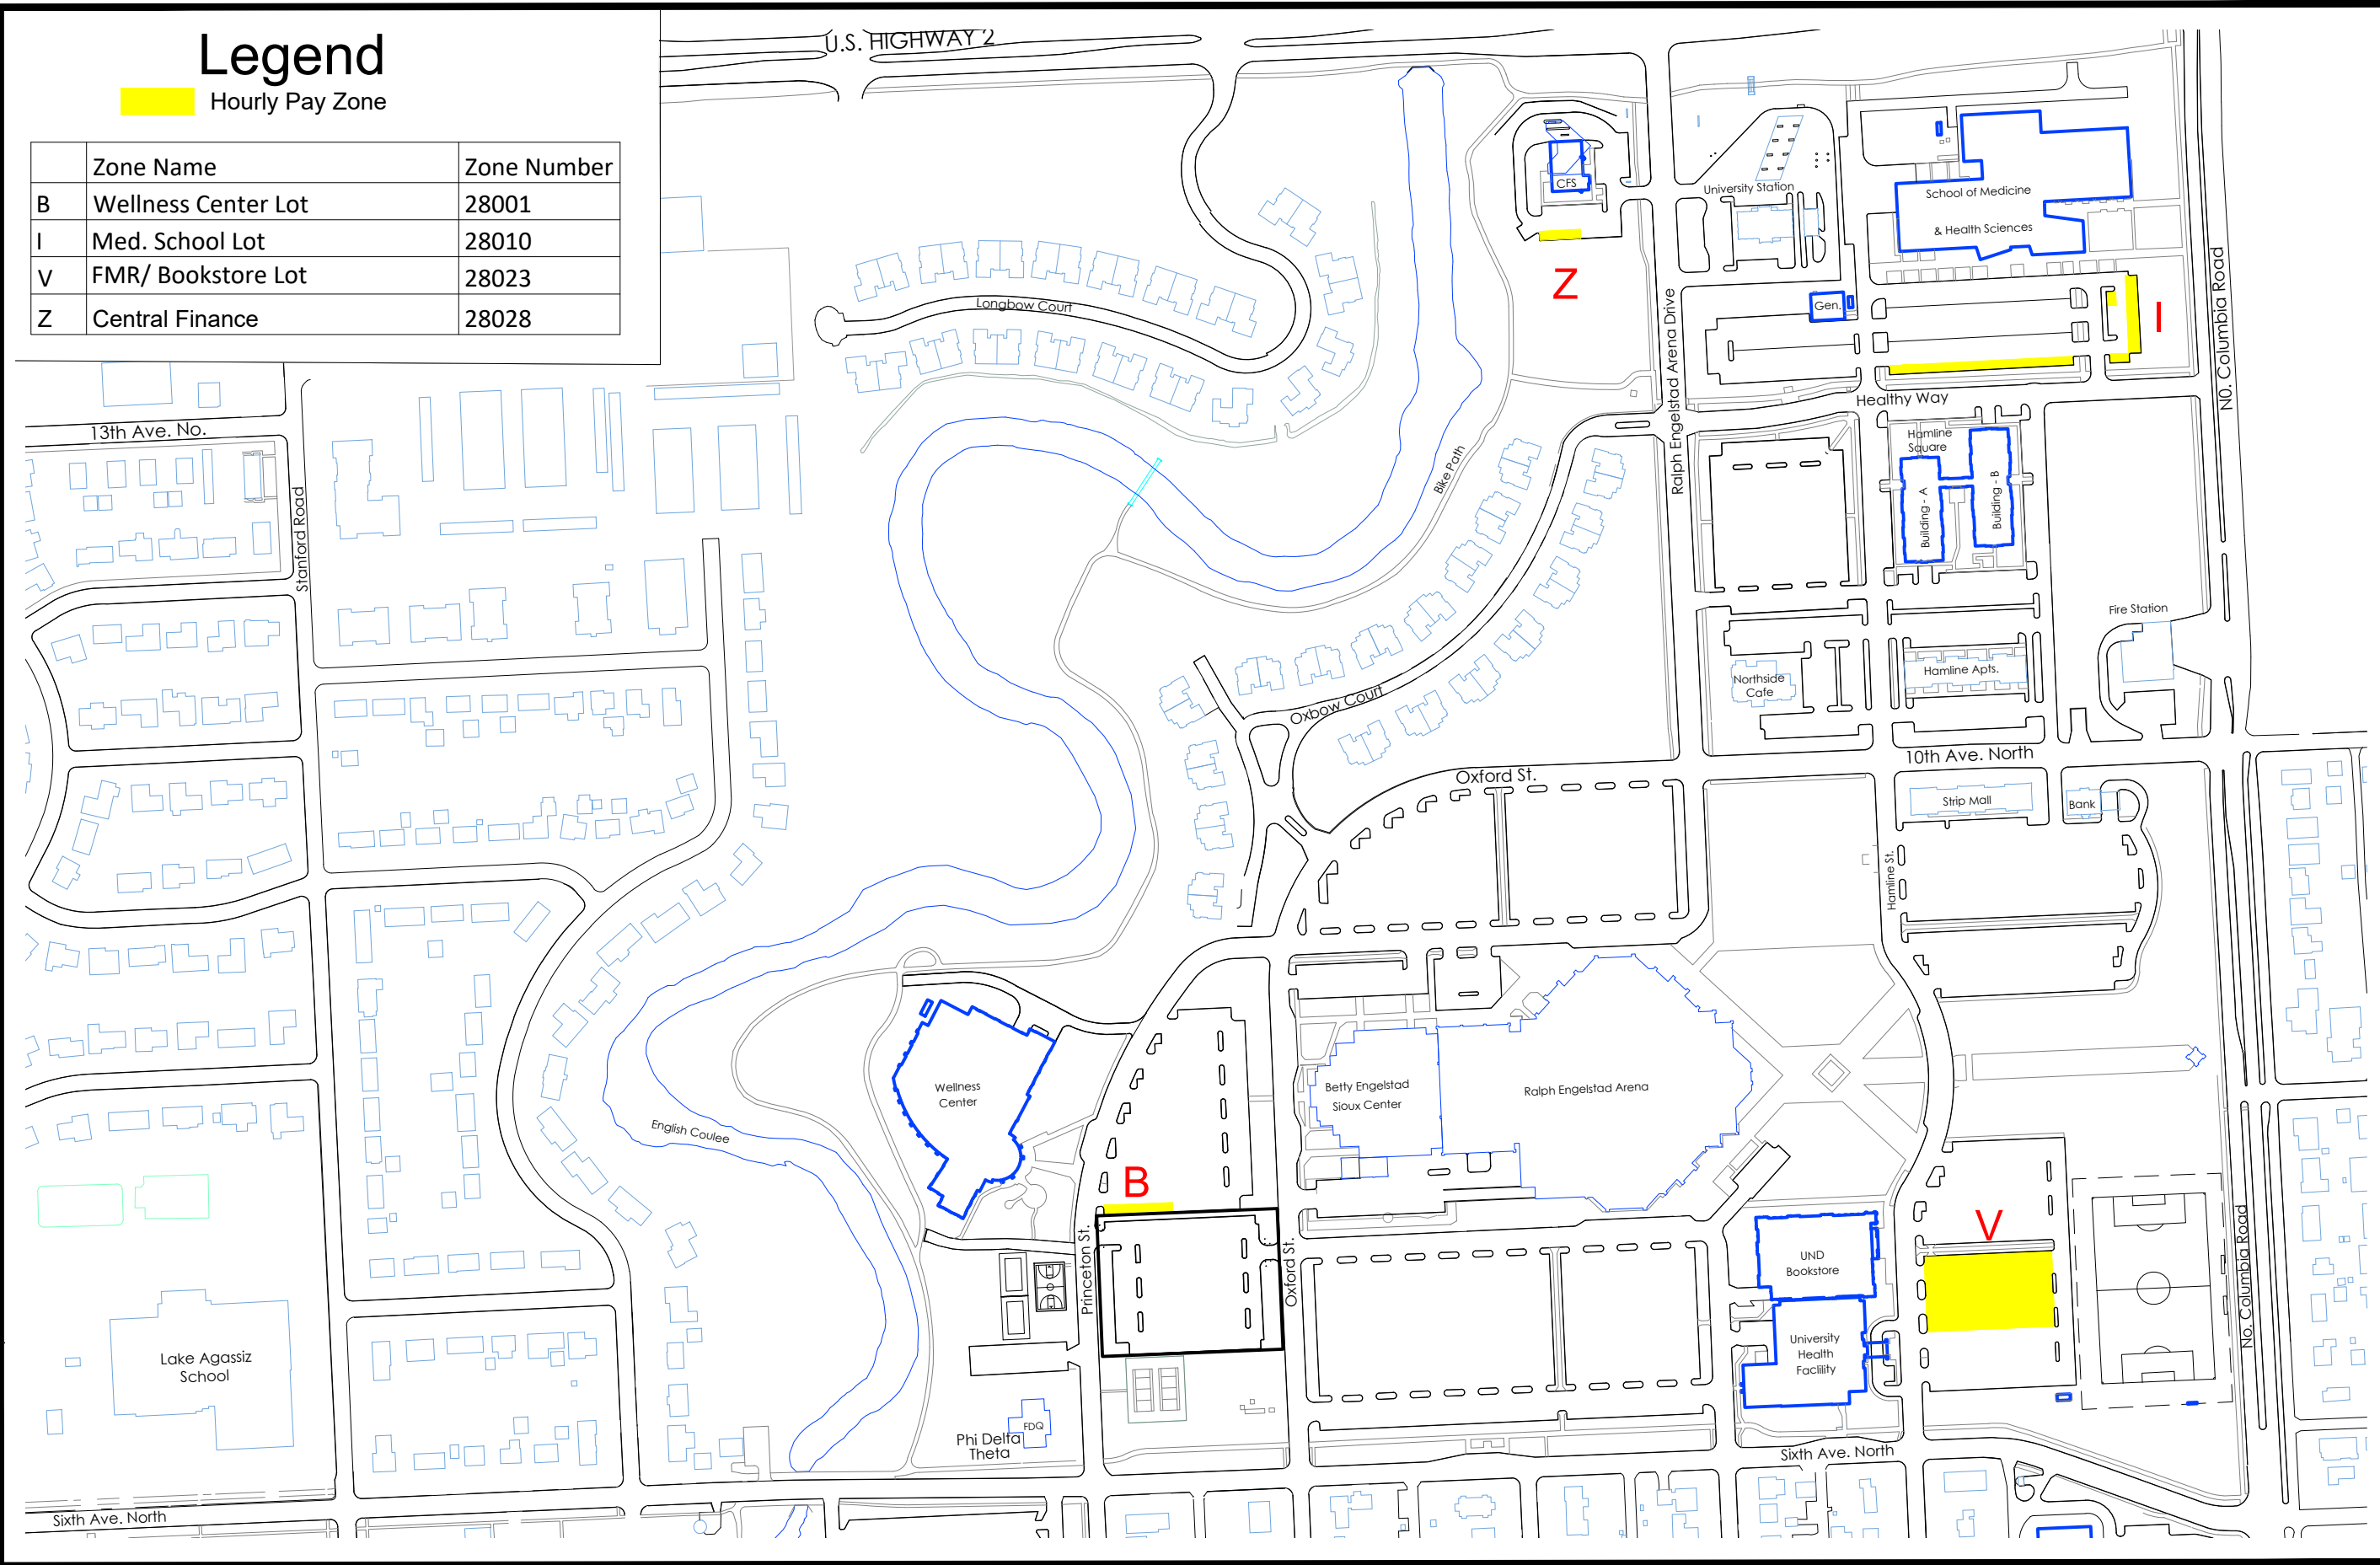 Legend
Hourly Pay Zone
Zone Name Zone Number
B Wellness Center Lot 28001
I Med. School Lot 28010
V FMR/ Bookstore Lot 28023
Z Central Finance 28028
U.S. HIGHWAY 2
CFS
University Station
School of Medicine
& Health Sciences
Z
Gen.
I
Longbow Court
Ralph Engelstad Arena Drive
N0. Columbia Road
Healthy Way
13th Ave. No.
Stanford Road
Bike Path
Hamline
Square
Building - A
Building - B
Fire Station
Northside
Cafe
Hamline Apts.
Oxbow Court
10th Ave. North
Oxford St.
Strip Mall
Bank
Hamline St.
Wellness
Center
Betty Engelstad
Sioux Center
Ralph Engelstad Arena
English Coulee
B
V
Princeton St.
Oxford St.
UND
Bookstore
University
Health
Faclility
No. Columbia Road
Lake Agassiz
School
FDQ
Phi Delta
Theta
Sixth Ave. North
Sixth Ave. North